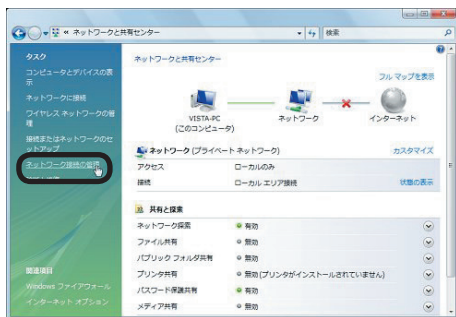 « ネットワークと共有センター
検索
タスク
コンピュータとデバイスの表
示
ネットワークに接続
ワイヤレス ネットワークの管
理
接続またはネットワークのセ
ットアップ
ネットワーク接続の管理
関連項目
Windows ファイアウォール
インターネット オプション
ネットワークと共有センター
フル マップを表示
VISTA-PC
(このコンピュータ)
ネットワーク
インターネット
ネットワーク (プライベート ネットワーク)
カスタマイズ
アクセス
ローカルのみ
接続
ローカル エリア接続
状態の表示
共有と探索
ネットワーク探索
有効
ファイル共有
無効
パブリック フォルダ共有
無効
プリンタ共有
無効(プリンタがインストールされていません)
パスワード保護共有
有効
メディア共有
無効